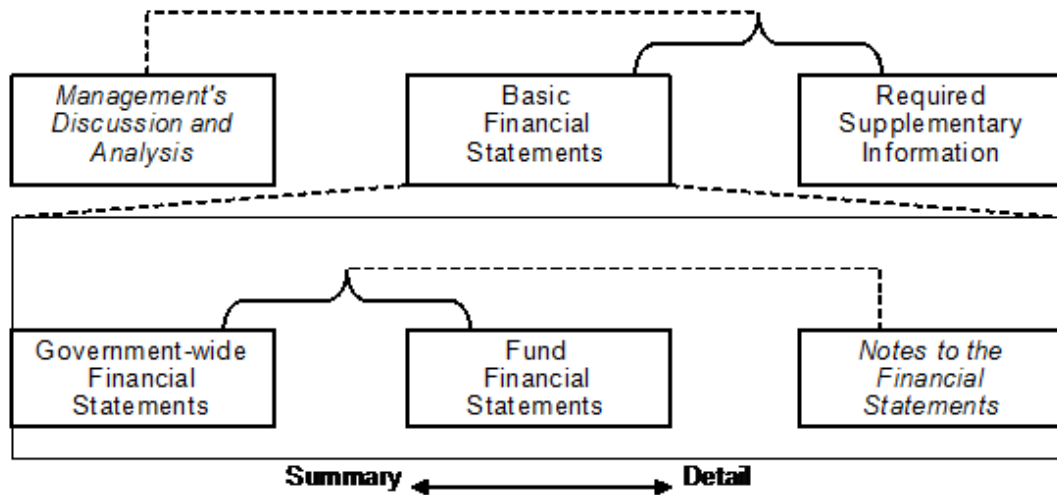 Management's
Discussion and
Analysis
Basic
Financial
Statements
Required
Supplementary
Information
Government-wide
Financial
Statements
Fund
Financial
Statements
Notes to the
Financial
Statements
Summary
Detail